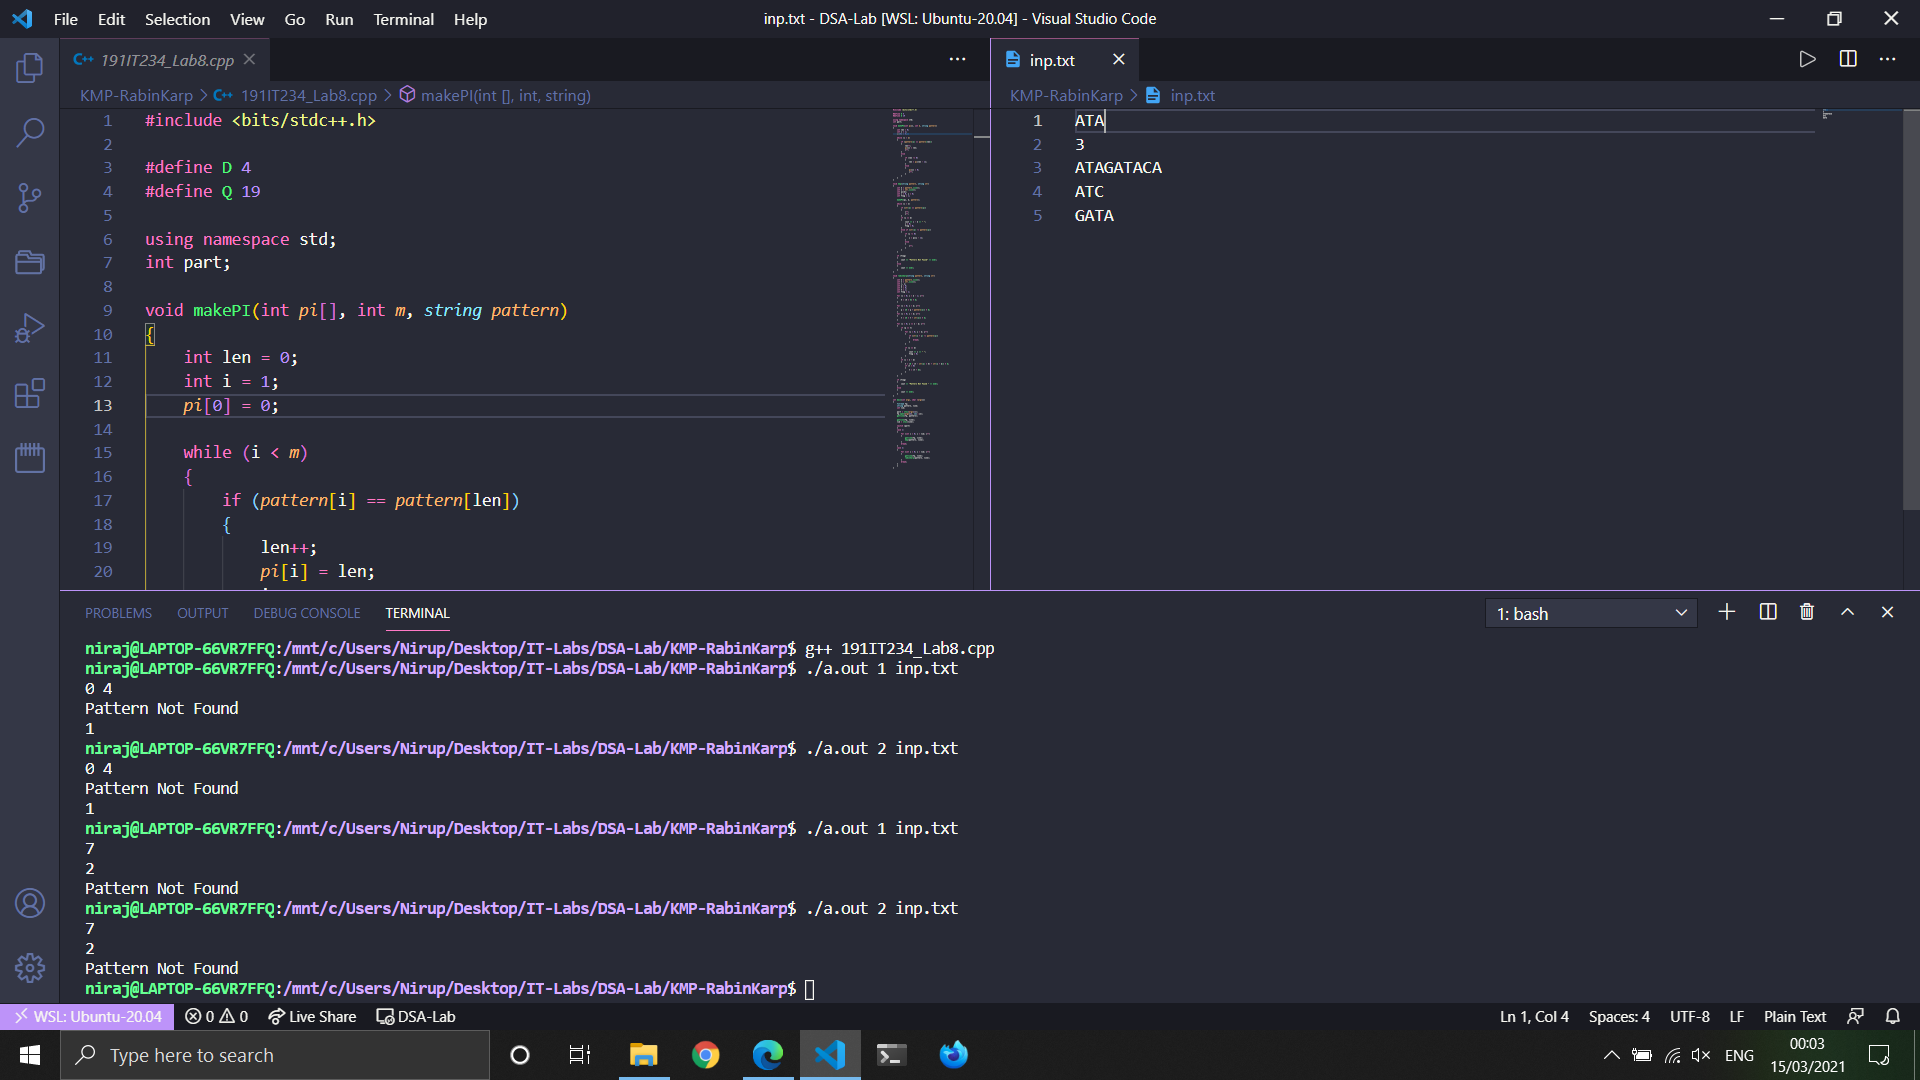 File Edit Selection View Go Run Terminal Help
inp.txt - DSA-Lab [WSL: Ubuntu-20.04] - Visual Studio Code
191IT234_Lab8.cpp
KMP-RabinKarp > 191IT234_Lab8.cpp > makePI(int [], int, string)
1 #include <bits/stdc++.h>
2
3 #define D 4
4 #define Q 19
5
6 using namespace std;
7 int part;
8
9 void makePI(int pi[], int m, string pattern)
10 {
11 int len = 0;
12 int i = 1;
13 pi[0] = 0;
14
15 while (i < m)
16 {
17 if (pattern[i] == pattern[len])
18 {
19 len++;
20 pi[i] = len;
inp.txt
KMP-RabinKarp > inp.txt
1 ATA
2 3
3 ATAGATACA
4 ATC
5 GATA
PROBLEMS OUTPUT DEBUG CONSOLE TERMINAL
1: bash
niraj@LAPTOP-66VR7FFQ:/mnt/c/Users/Nirup/Desktop/IT-Labs/DSA-Lab/KMP-RabinKarp$ g++ 191IT234_Lab8.cpp
niraj@LAPTOP-66VR7FFQ:/mnt/c/Users/Nirup/Desktop/IT-Labs/DSA-Lab/KMP-RabinKarp$ ./a.out 1 inp.txt
0 4
Pattern Not Found
1
niraj@LAPTOP-66VR7FFQ:/mnt/c/Users/Nirup/Desktop/IT-Labs/DSA-Lab/KMP-RabinKarp$ ./a.out 2 inp.txt
0 4
Pattern Not Found
1
niraj@LAPTOP-66VR7FFQ:/mnt/c/Users/Nirup/Desktop/IT-Labs/DSA-Lab/KMP-RabinKarp$ ./a.out 1 inp.txt
7
2
Pattern Not Found
niraj@LAPTOP-66VR7FFQ:/mnt/c/Users/Nirup/Desktop/IT-Labs/DSA-Lab/KMP-RabinKarp$ ./a.out 2 inp.txt
7
2
Pattern Not Found
niraj@LAPTOP-66VR7FFQ:/mnt/c/Users/Nirup/Desktop/IT-Labs/DSA-Lab/KMP-RabinKarp$
WSL: Ubuntu-20.04 0 0 Live Share DSA-Lab
Ln 1, Col 4 Spaces: 4 UTF-8 LF Plain Text
Type here to search
ENG
00:03
15/03/2021